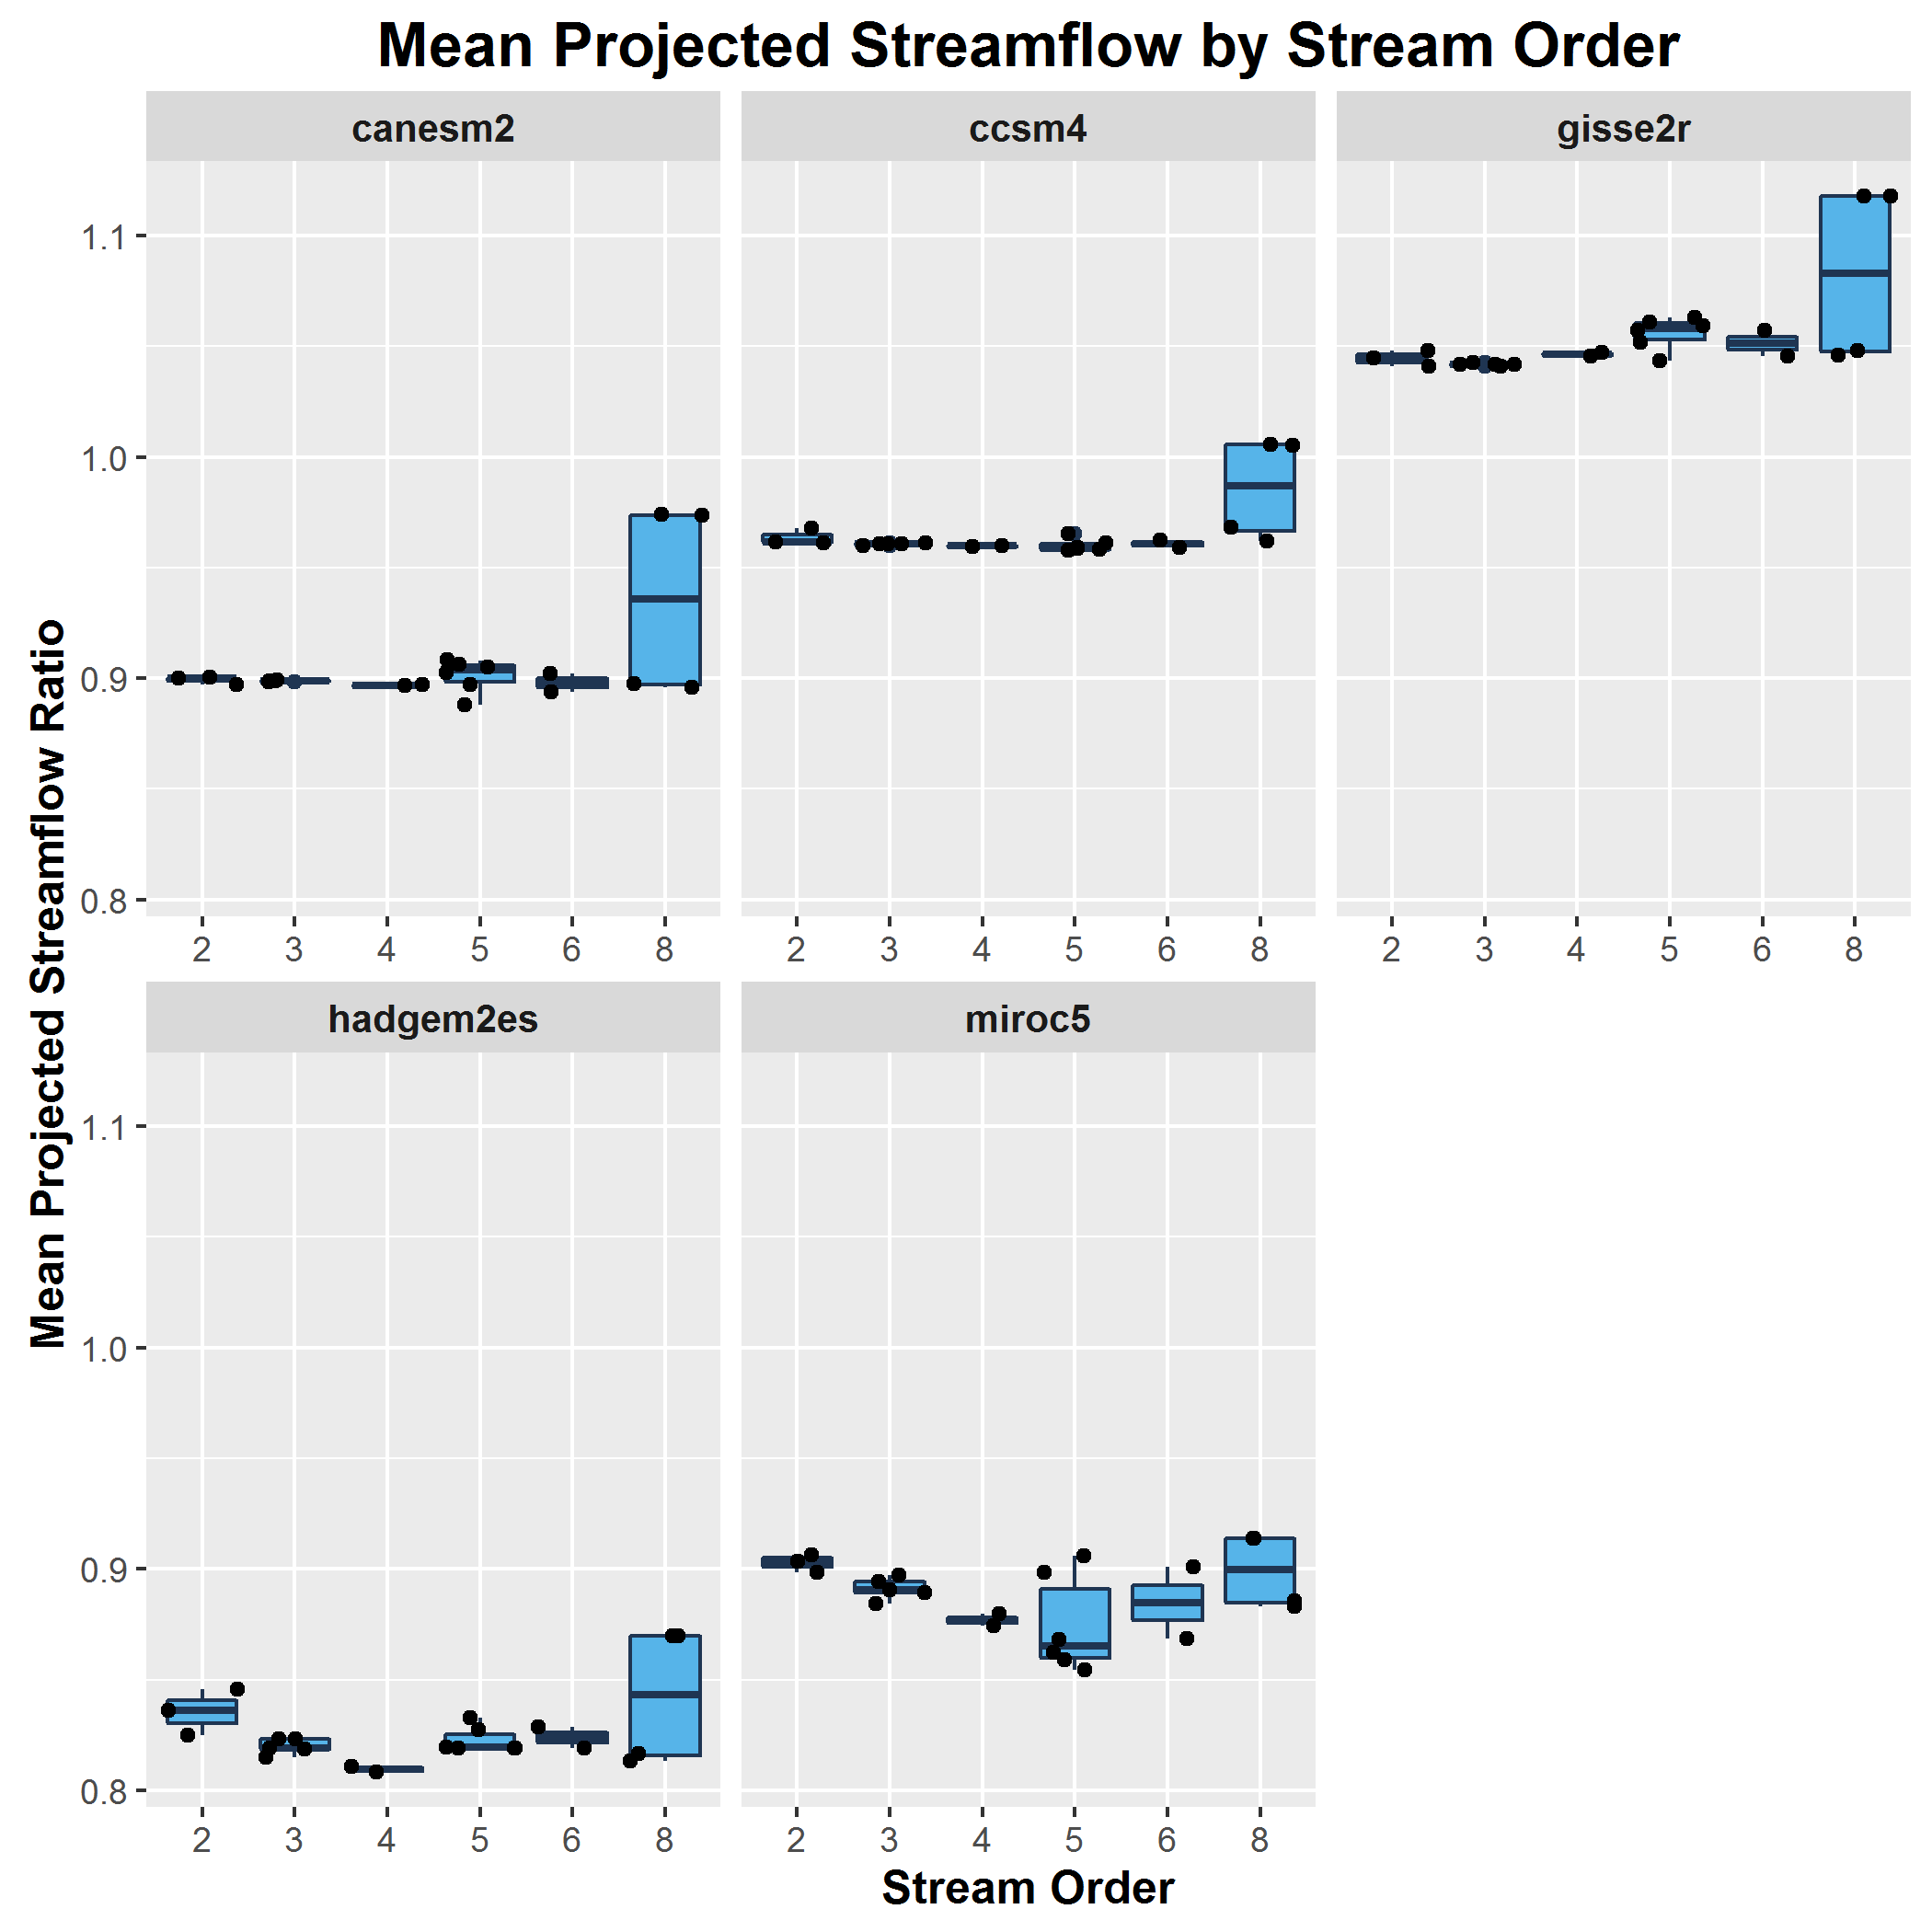 Mean Projected Streamflow by Stream Order
canesm2 ccsm4 gisse2r
1.1
1.0
0.9
0.8
2 3 4 5 6 8 2 3 4 5 6 8 2 3 4 5 6 8
Mean Projected Streamflow Ratio
hadgem2es miroc5
1.1
1.0
0.9
0.8
2 3 4 5 6 8 2 3 4 5 6 8
Stream Order